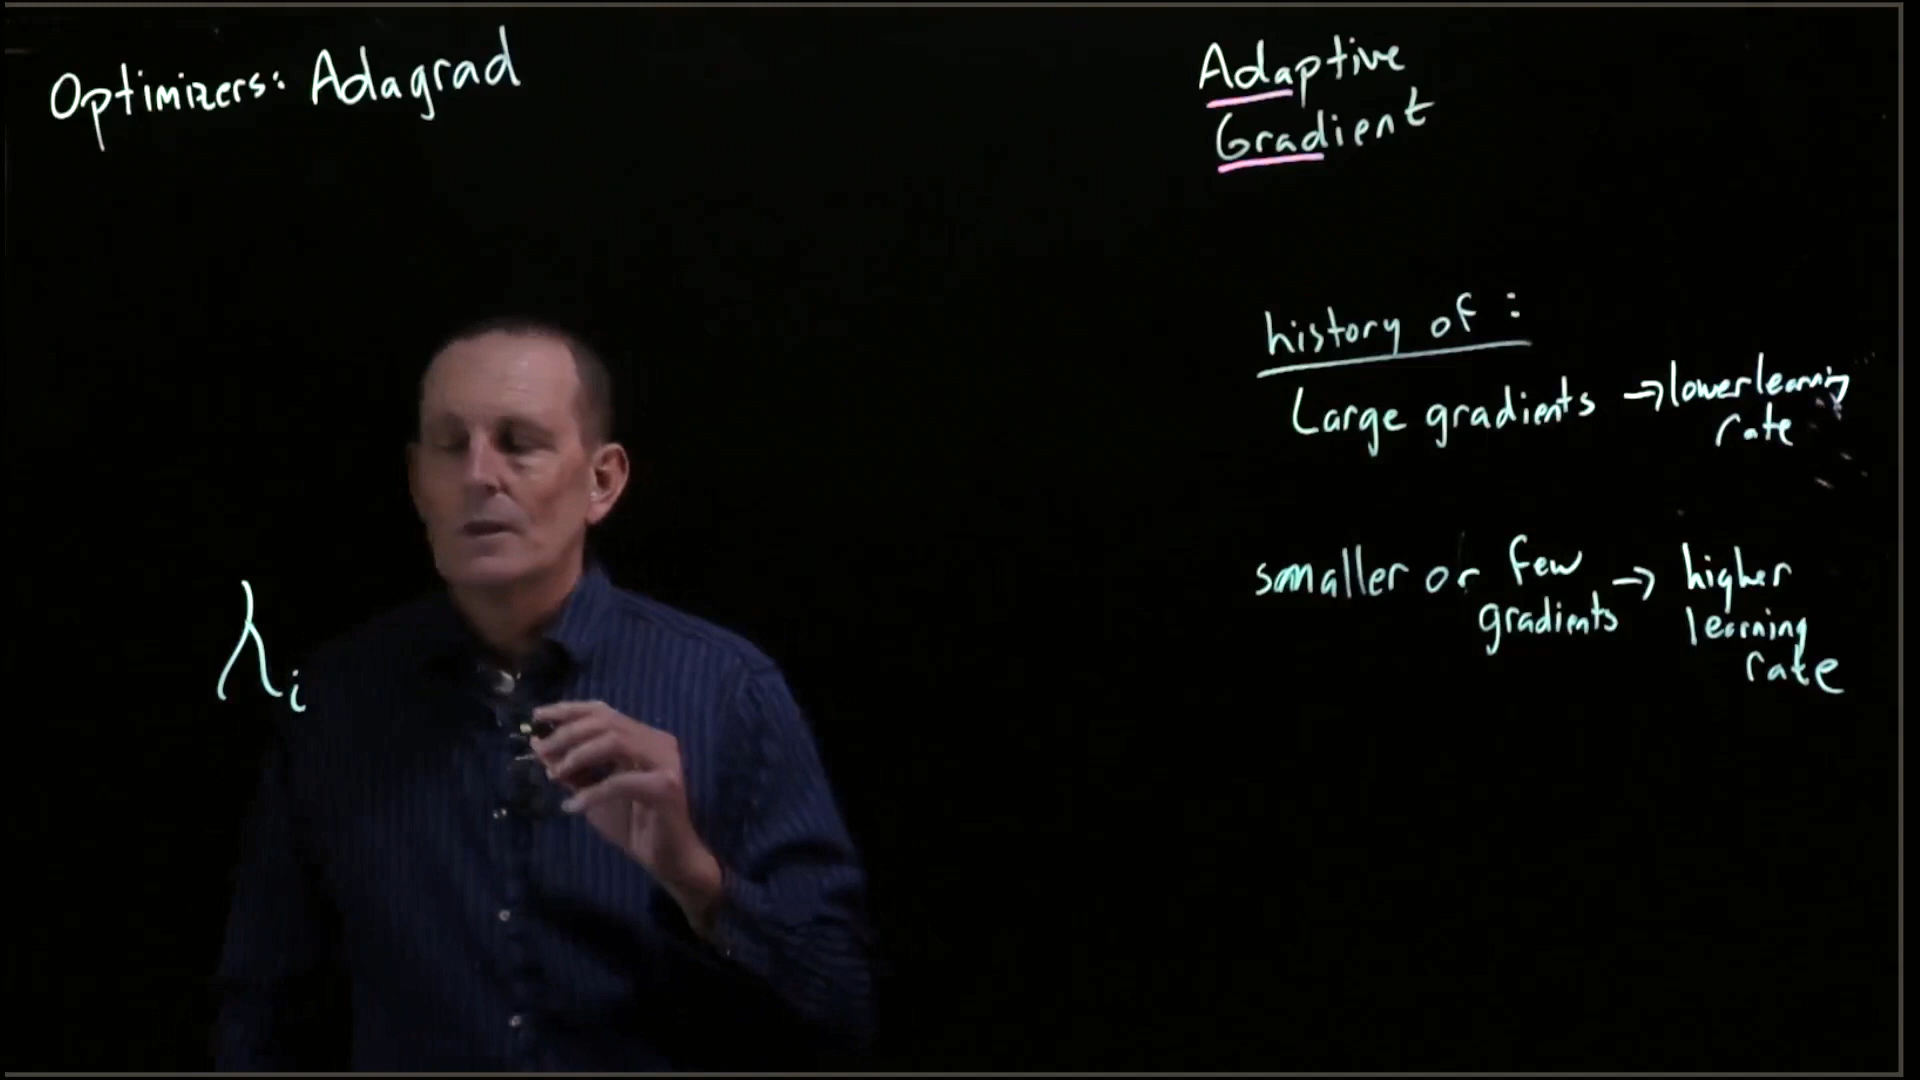 Optimizers: Adagrad
Adaptive
Gradient
history of :
Large gradients → lower learning
rate
smaller or few → higher
gradients learning
rate
λi